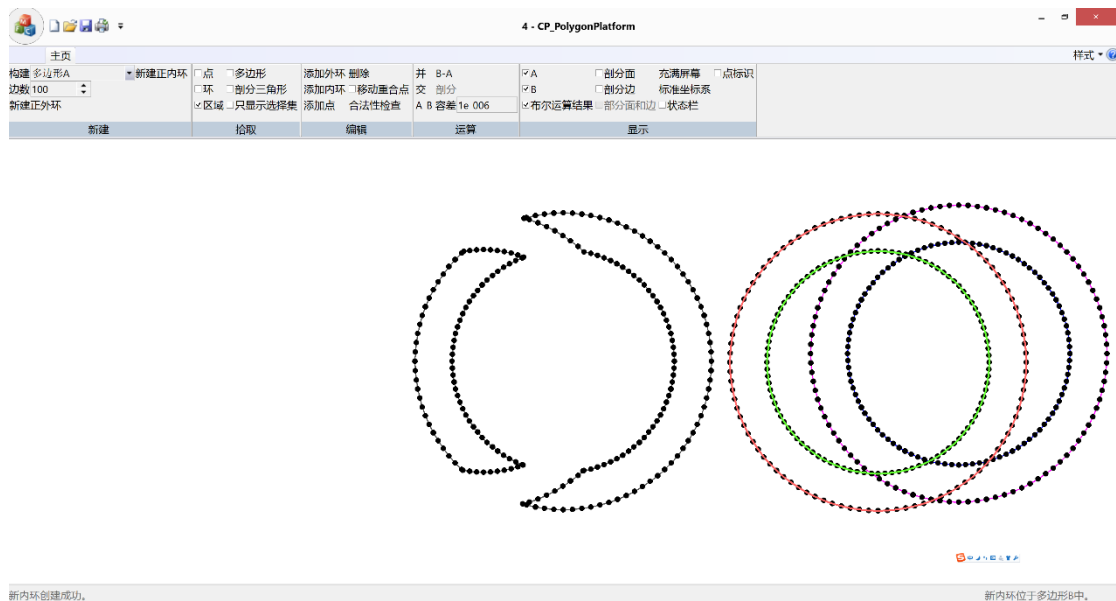 4 - CP_PolygonPlatform
主页
样式
构建 多边形A 新建正内环
边数 100
新建正外环
新建
点 多边形
环 剖分三角形
区域 只显示选择集
拾取
添加外环 删除
添加内环 移动重合点
添加点 合法性检查
编辑
并 B-A
交 剖分
A B 容差 1e 006
运算
A 剖分面 充满屏幕 点标识
B 剖分边 标准坐标系
布尔运算结果 部分面和边 状态栏
显示
新内环创建成功。
新内环位于多边形B中。